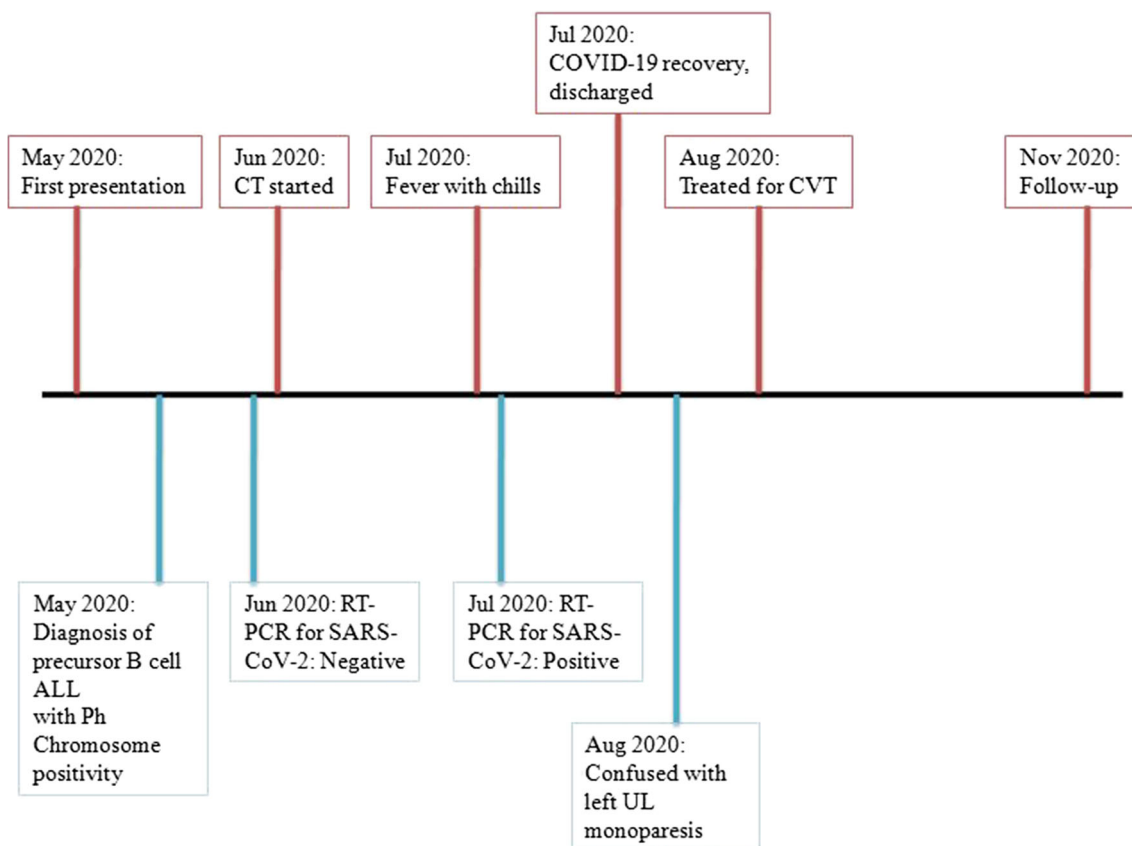 Jul 2020:
COVID-19 recovery,
discharged
May 2020:
First presentation
Jun 2020:
CT started
Jul 2020:
Fever with chills
Aug 2020:
Treated for CVT
Nov 2020:
Follow-up
May 2020:
Diagnosis of
precursor B cell
ALL
with Ph
Chromosome
positivity
Jun 2020: RT-
PCR for SARS-
CoV-2: Negative
Jul 2020: RT-
PCR for SARS-
CoV-2: Positive
Aug 2020:
Confused with
left UL
monoparesis